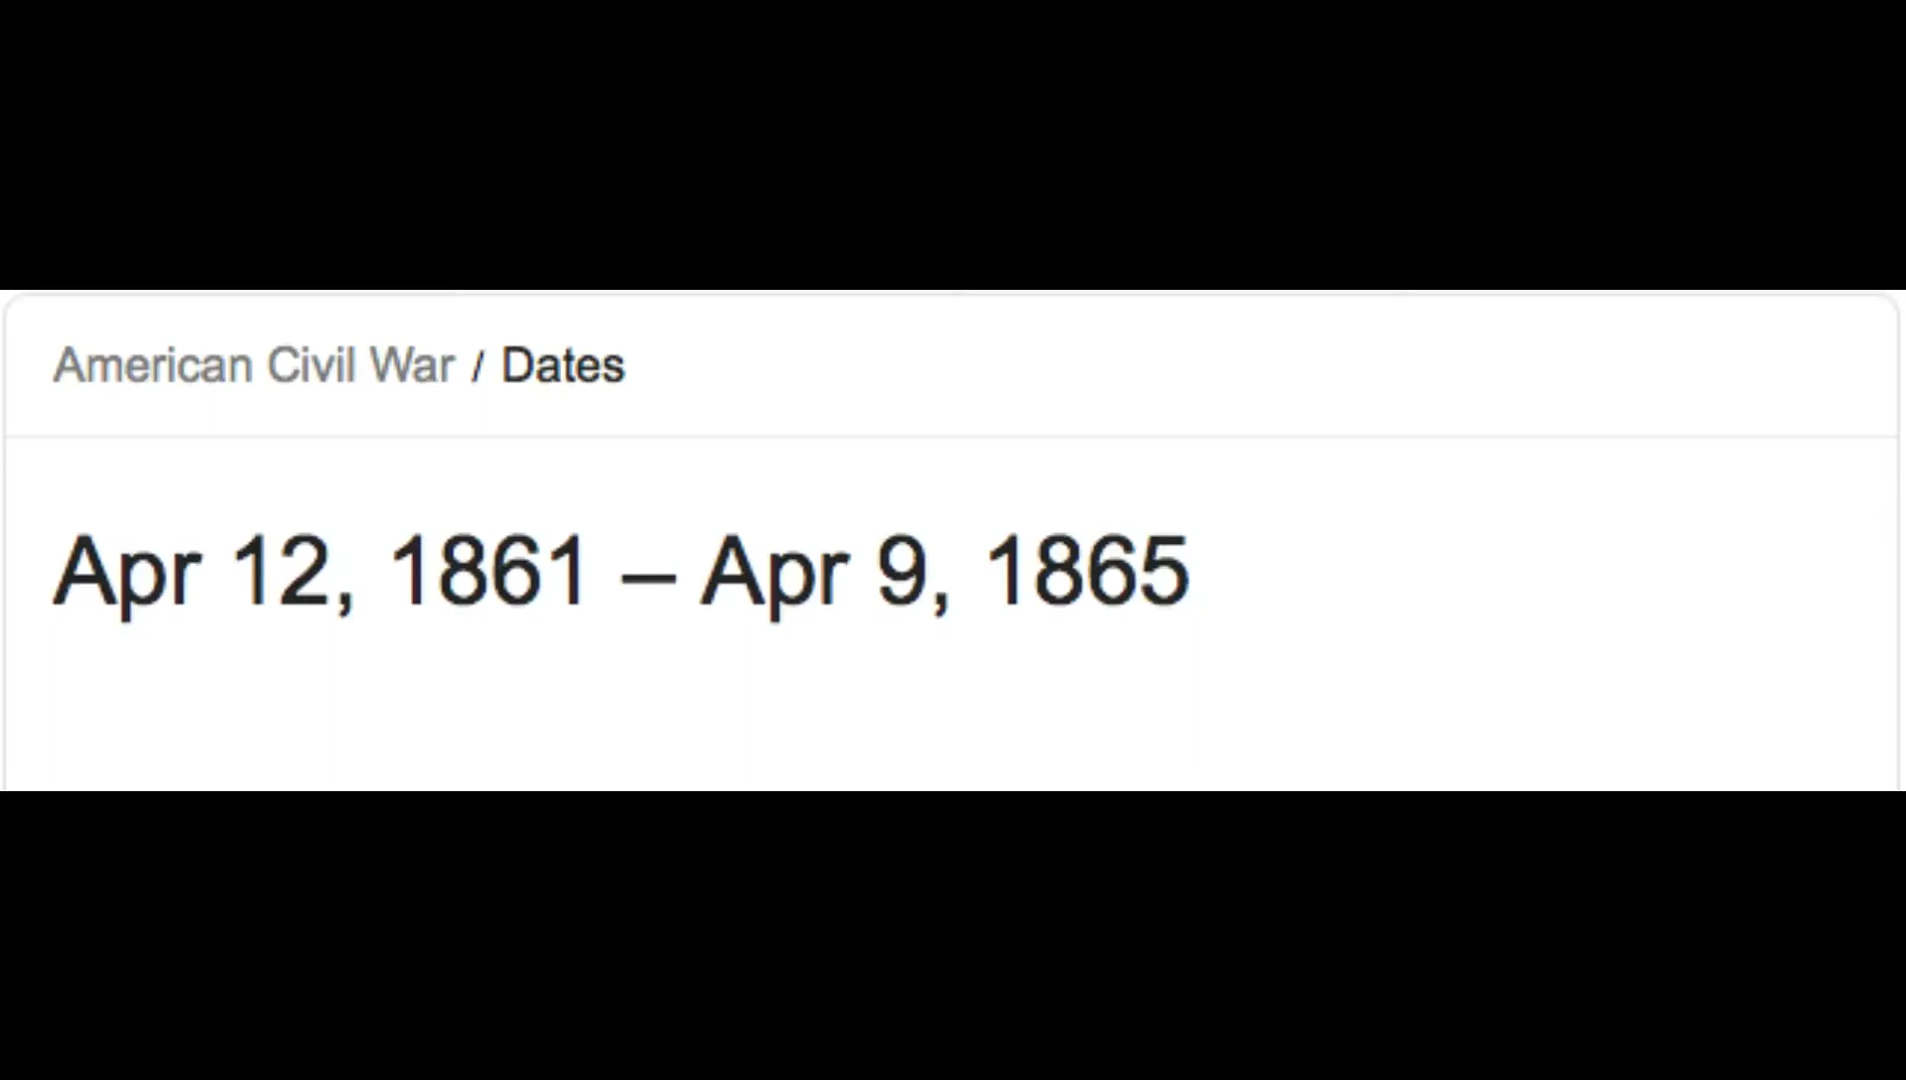 American Civil War / Dates
Apr 12, 1861 – Apr 9, 1865